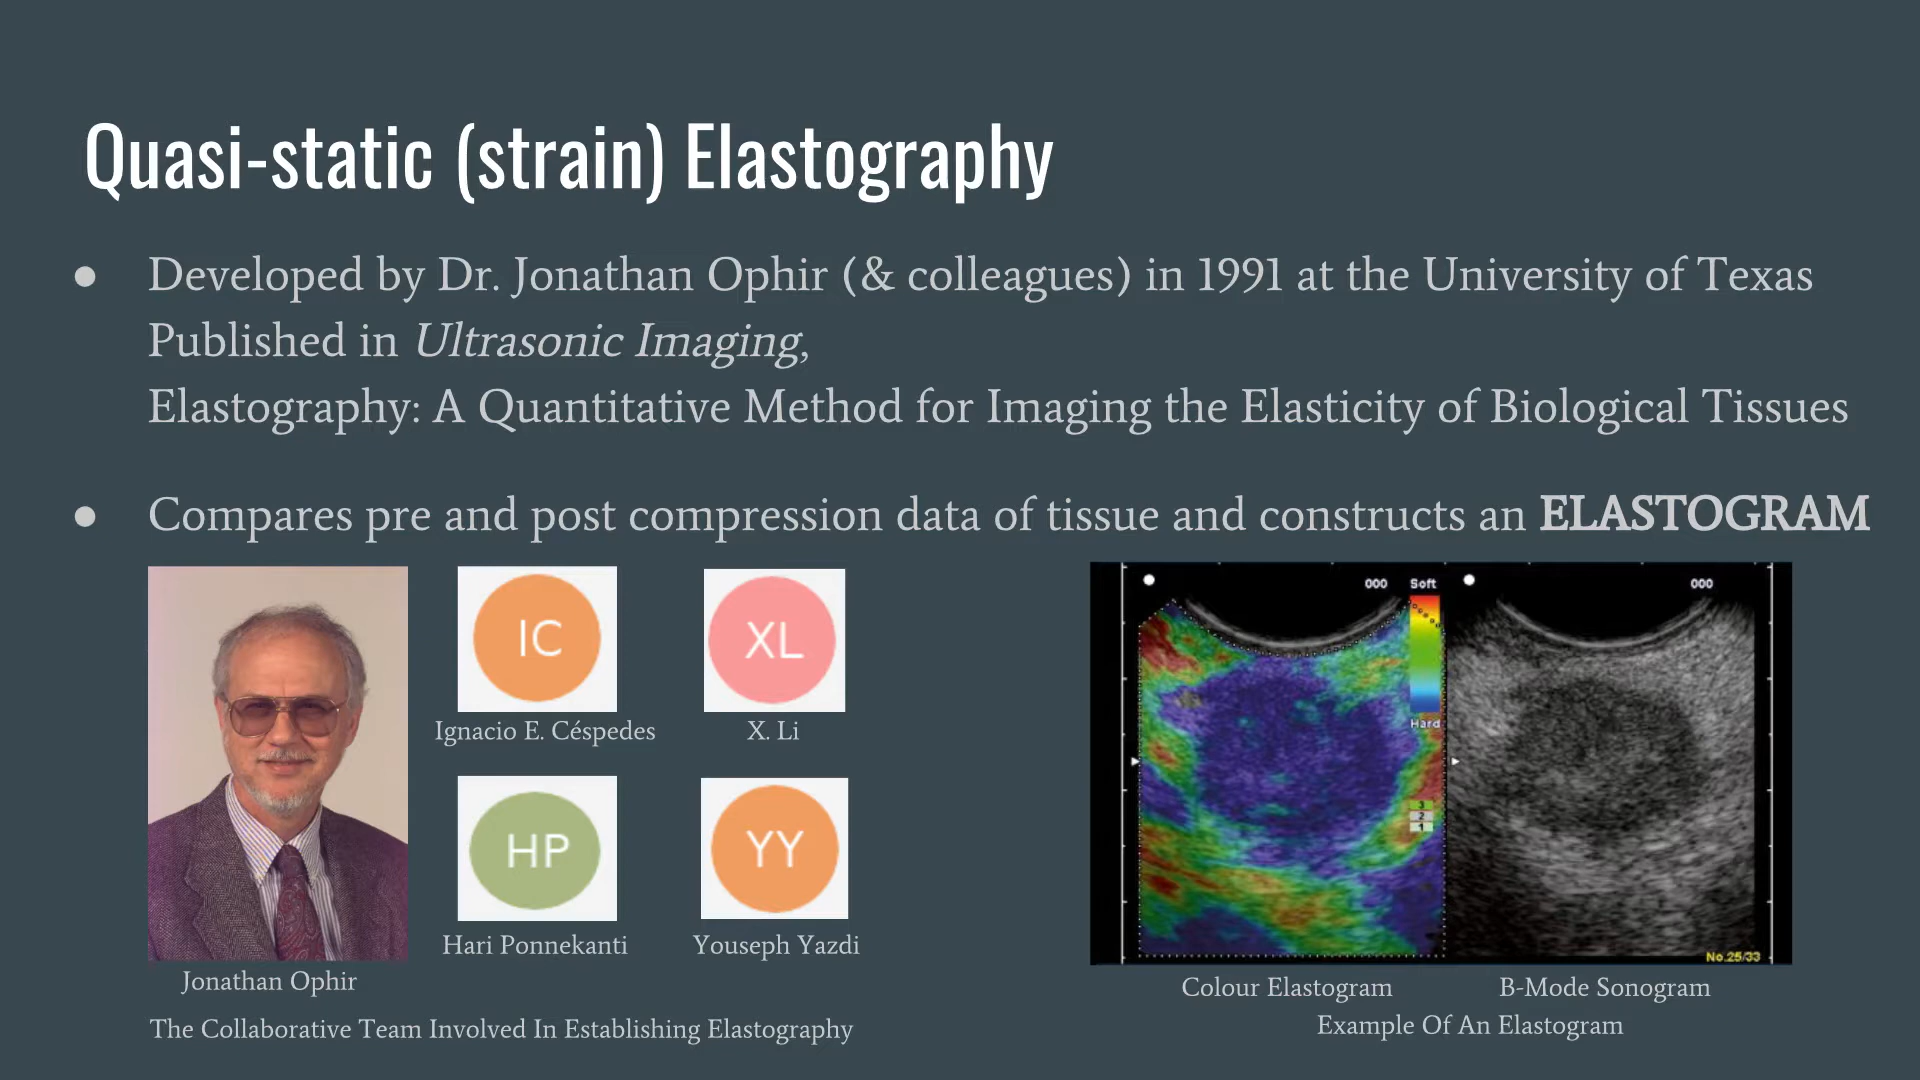 Quasi-static (strain) Elastography
● Developed by Dr. Jonathan Ophir (& colleagues) in 1991 at the University of Texas
Published in Ultrasonic Imaging,
Elastography: A Quantitative Method for Imaging the Elasticity of Biological Tissues
● Compares pre and post compression data of tissue and constructs an ELASTOGRAM
IC
XL
Ignacio E. Céspedes
X. Li
HP
YY
Hari Ponnekanti
Youseph Yazdi
Jonathan Ophir
The Collaborative Team Involved In Establishing Elastography
000
Soft
000
Hard
3
2
1
No.25/33
Colour Elastogram
B-Mode Sonogram
Example Of An Elastogram